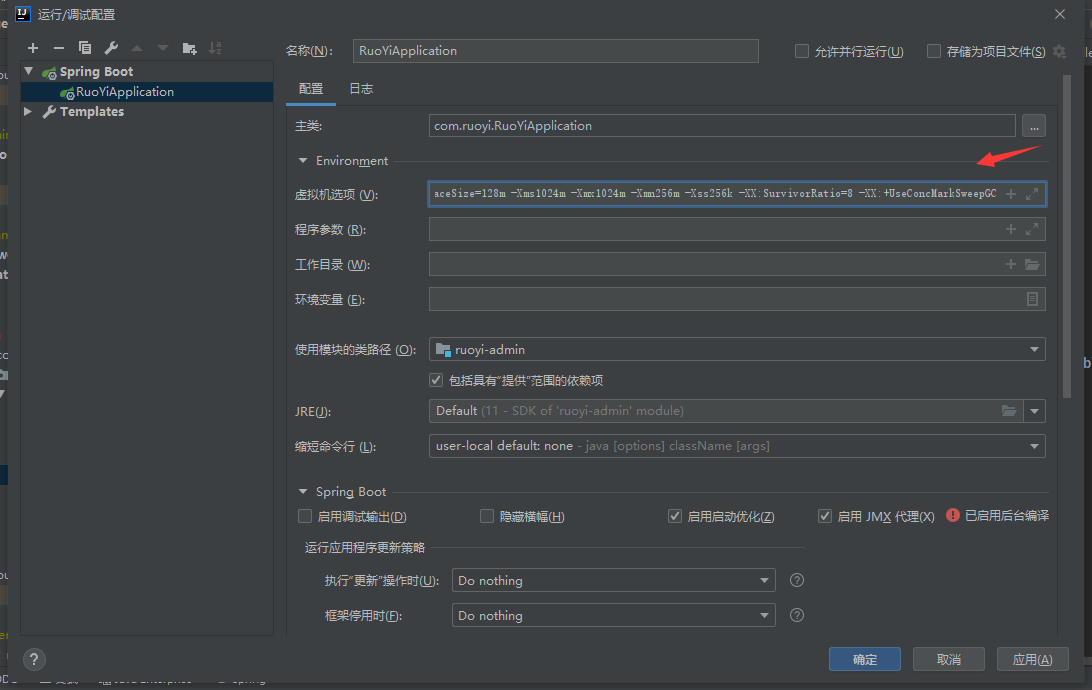 运行/调试配置
名称(N):
RuoYiApplication
允许并行运行(U)
存储为项目文件(S)
Spring Boot
RuoYiApplication
Templates
配置
日志
主类:
com.ruoyi.RuoYiApplication
...
Environment
虚拟机选项 (V):
aceSize=128m -Xms1024m -Xmx1024m -Xmn256m -Xss256k -XX:SurvivorRatio=8 -XX:+UseConcMarkSweepGC
程序参数 (R):
工作目录 (W):
环境变量 (E):
使用模块的类路径 (O):
ruoyi-admin
包括具有"提供"范围的依赖项
JRE(J):
Default (11 - SDK of 'ruoyi-admin' module)
缩短命令行 (L):
user-local default: none - java [options] className [args]
Spring Boot
启用调试输出(D)
隐藏横幅(H)
启用启动优化(Z)
启用 JMX 代理(X)
已启用后台编译
运行应用程序更新策略
执行"更新"操作时(U):
Do nothing
?
框架停用时(F):
Do nothing
?
?
确定
取消
应用(A)